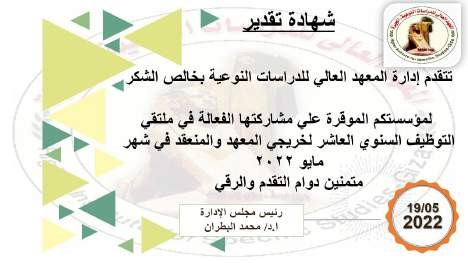 شهادة تقدير
تتقدم إدارة المعهد العالي للدراسات النوعية بخالص الشكر
لمؤسستكم الموقرة علي مشاركتها الفعالة في ملتقي
التوظيف السنوي العاشر لخريجي المعهد والمنعقد في شهر
مايو ٢٠٢٢
متمنين دوام التقدم والرقي
رئيس مجلس الإدارة
ا.د/ محمد البطران
19/05
2022